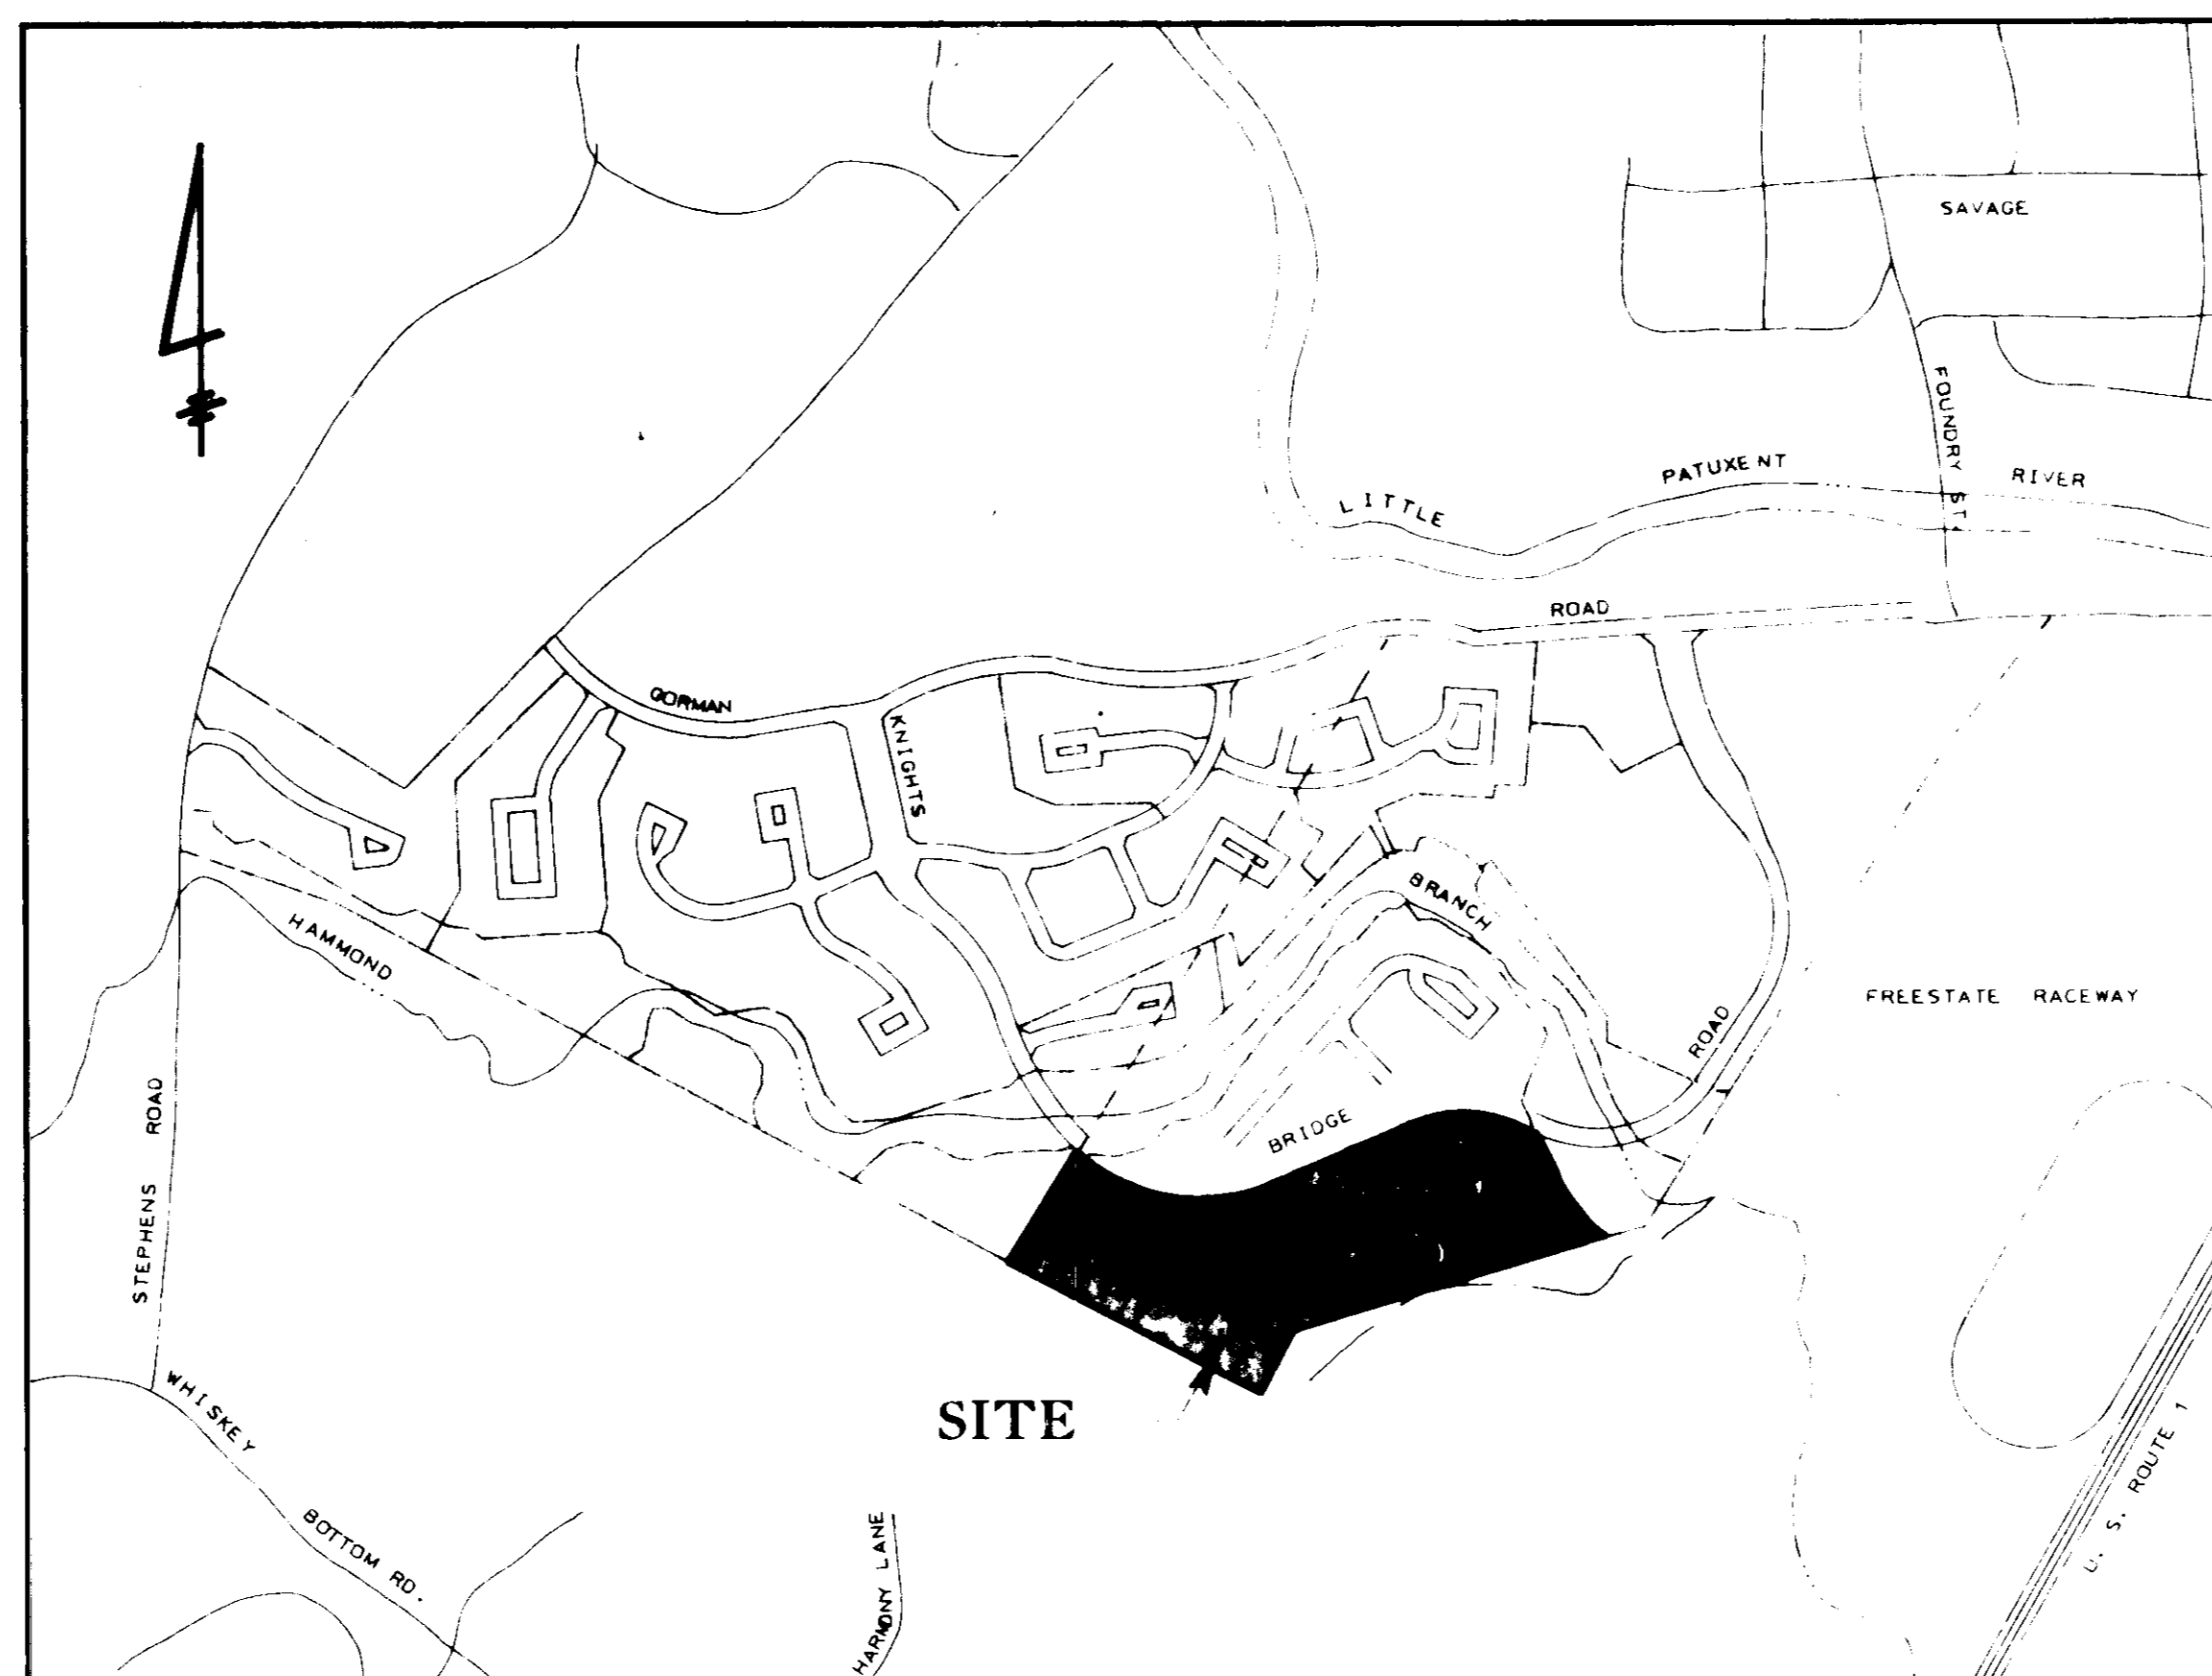 SAVAGE
FOUNDRY ST.
LITTLE PATUXENT RIVER
GORMAN ROAD
KNIGHTS BRIDGE ROAD
HAMMOND BRANCH
FREESTATE RACEWAY
STEPHENS ROAD
SITE
WHISKEY BOTTOM RD.
HARMONY LANE
U. S. ROUTE 1